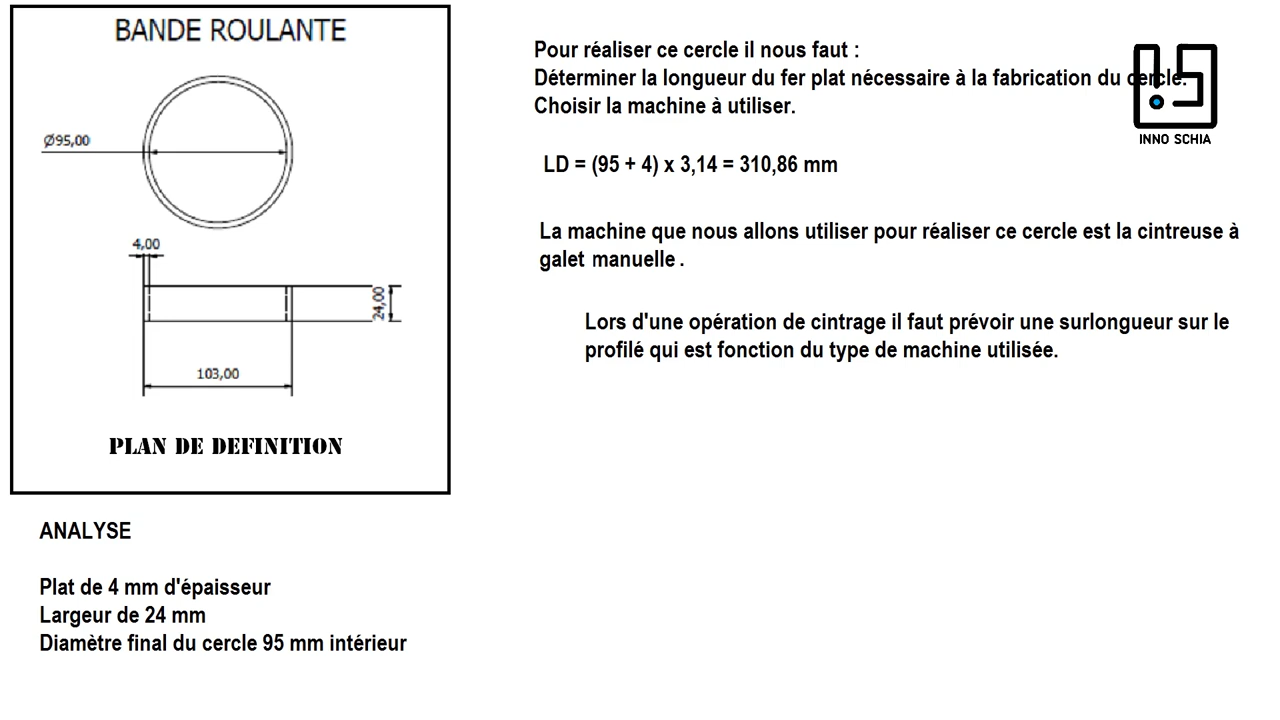 BANDE ROULANTE
Ø95,00
4,00
24,00
103,00
PLAN DE DEFINITION
ANALYSE
Plat de 4 mm d'épaisseur
Largeur de 24 mm
Diamètre final du cercle 95 mm intérieur
Pour réaliser ce cercle il nous faut :
Déterminer la longueur du fer plat nécessaire à la fabrication du cercle.
Choisir la machine à utiliser.
LD = (95 + 4) x 3,14 = 310,86 mm
La machine que nous allons utiliser pour réaliser ce cercle est la cintreuse à
galet manuelle .
Lors d'une opération de cintrage il faut prévoir une surlongueur sur le
profilé qui est fonction du type de machine utilisée.
INNO SCHIA